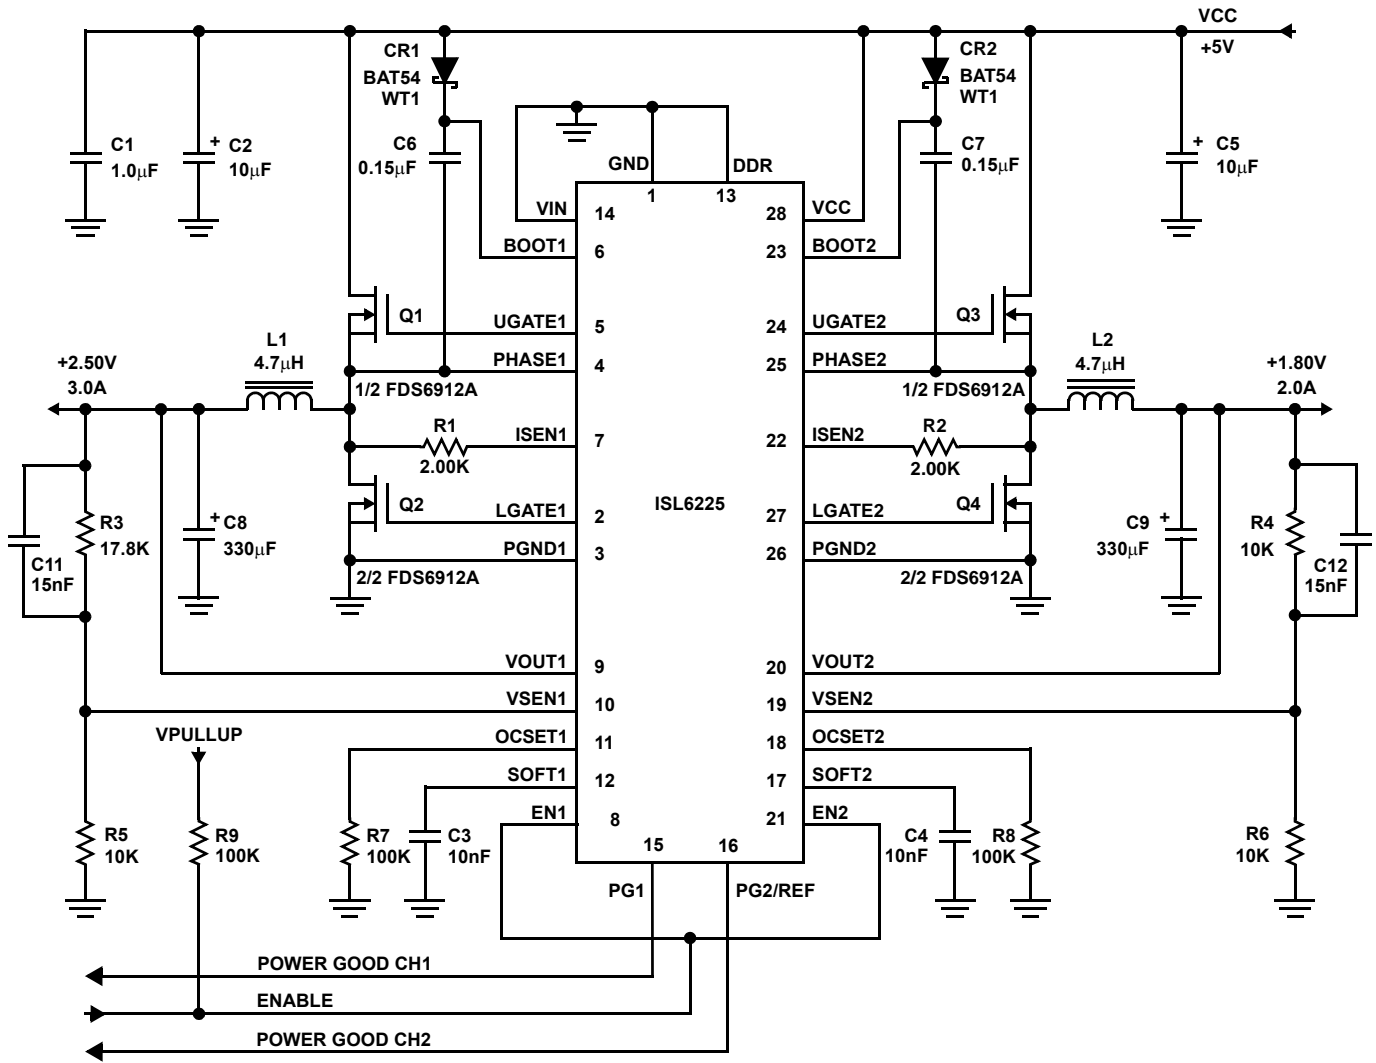 VCC
+5V
CR1
BAT54
WT1
CR2
BAT54
WT1
C1
1.0µF
+ C2
10µF
C6
0.15µF
C7
0.15µF
+ C5
10µF
GND
DDR
1
13
VIN
14
28
VCC
BOOT1
6
23
BOOT2
Q1
UGATE1
5
24
UGATE2
Q3
PHASE1
4
25
PHASE2
L1
4.7µH
L2
4.7µH
+2.50V
3.0A
+1.80V
2.0A
1/2 FDS6912A
1/2 FDS6912A
R1
2.00K
ISEN1
7
22
ISEN2
R2
2.00K
ISL6225
Q2
LGATE1
2
27
LGATE2
Q4
PGND1
3
26
PGND2
2/2 FDS6912A
2/2 FDS6912A
R3
17.8K
C11
15nF
+ C8
330µF
C9 +
330µF
R4
10K
C12
15nF
VOUT1
9
20
VOUT2
VSEN1
10
19
VSEN2
VPULLUP
OCSET1
11
18
OCSET2
SOFT1
12
17
SOFT2
EN1
8
21
EN2
R5
10K
R9
100K
R7
100K
C3
10nF
15
16
C4
10nF
R8
100K
R6
10K
PG1
PG2/REF
POWER GOOD CH1
ENABLE
POWER GOOD CH2